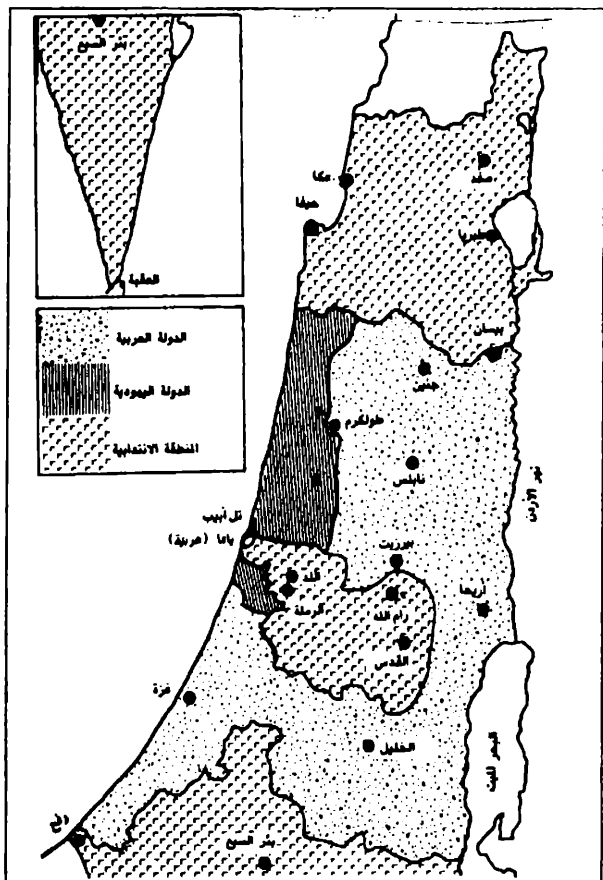 بئر السبع
العقبة
الدولة العربية
الدولة اليهودية
المنطقة الانتدابية
عكا
صفد
حيفا
طبريا
بيسان
جنين
طولكرم
نابلس
نهر الاردن
تل أبيب
يافا (عربية)
بيرزيت
اللد
الرملة
رام الله
أريحا
القدس
غزة
الخليل
البحر الميت
رفح
بئر السبع